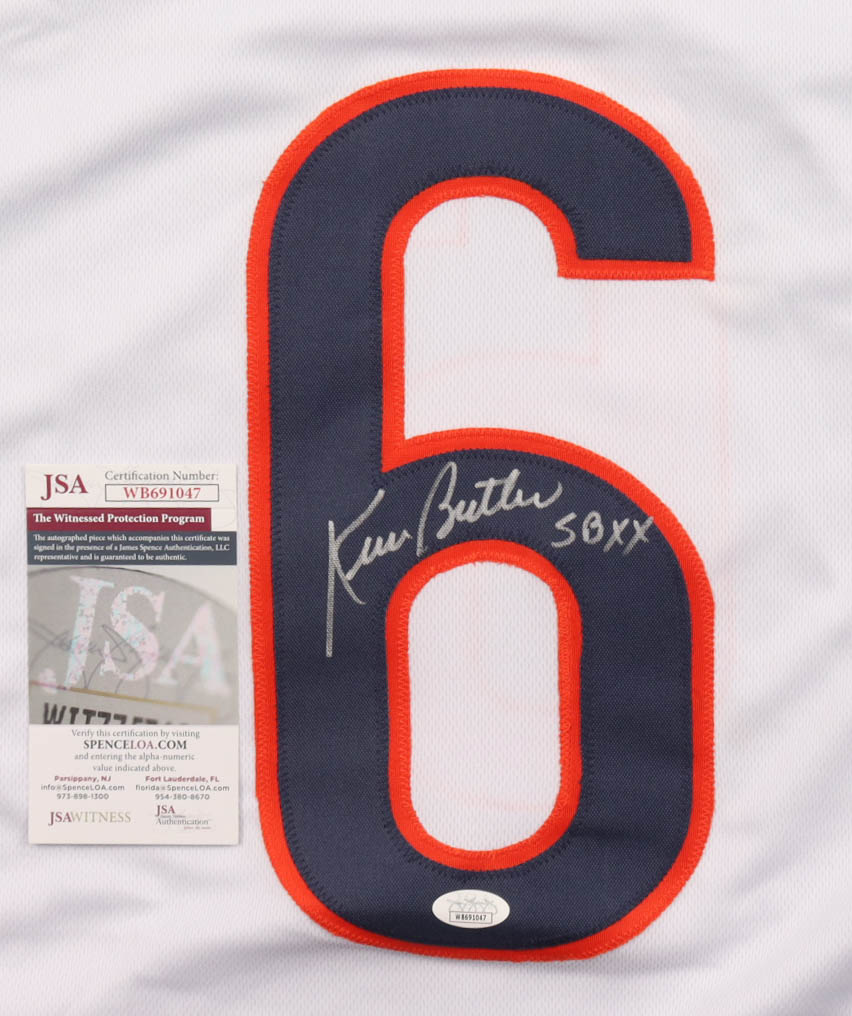 6
Kevin Butler
SBXX
JSA
Certification Number:
WB691047
The Witnessed Protection Program
The autographed piece which accompanies this certificate was
signed in the presence of a James Spence Authentication, LLC
representative and is guaranteed to be authentic.
JSA
Verify this certification by visiting
SPENCELOA.COM
and entering the alpha-numeric
value indicated above.
Parsippany, NJ
info@SpenceLOA.com
973-898-1300
Fort Lauderdale, FL
florida@SpenceLOA.com
954-380-8670
JSAWITNESS
JSA
Authentication
WB691047